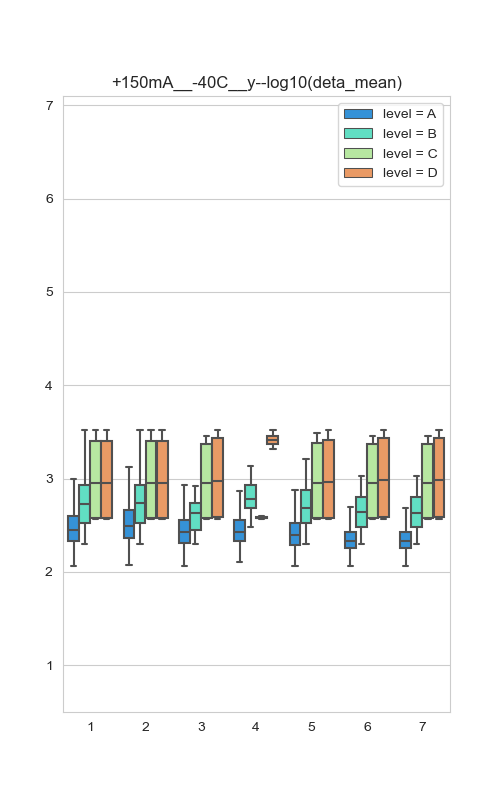 +150mA__-40C__y--log10(deta_mean)
level = A
level = B
level = C
level = D
7
6
5
4
3
2
1
1 2 3 4 5 6 7